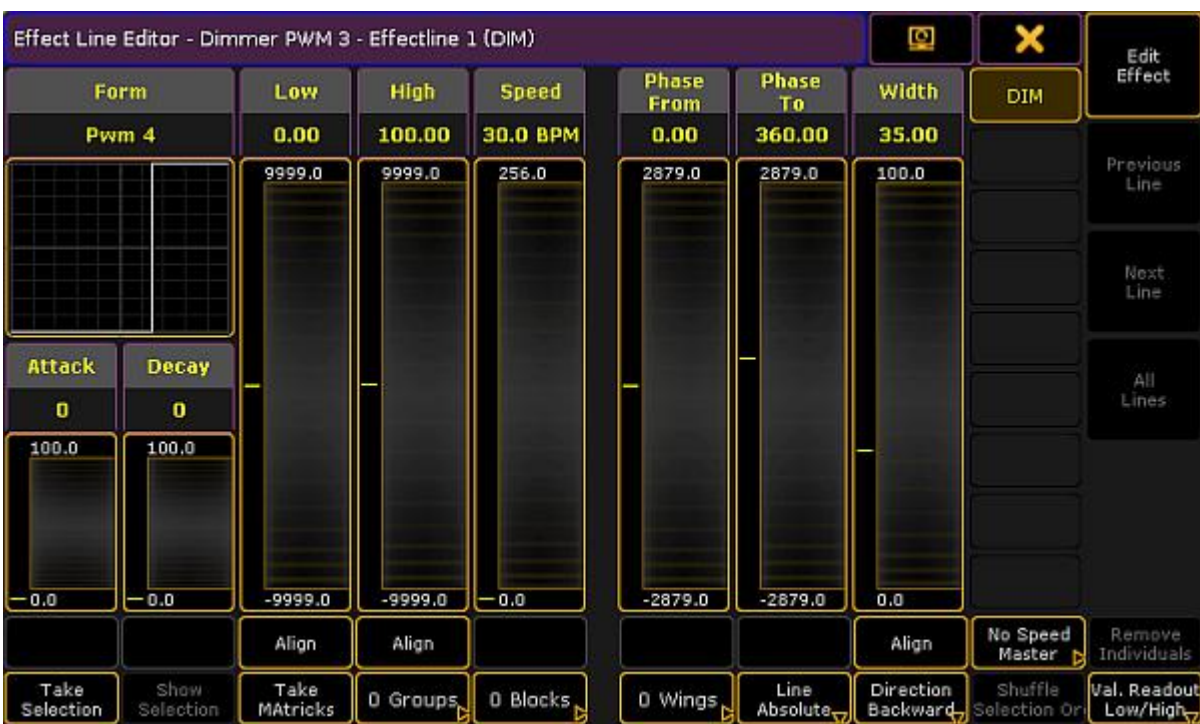 Effect Line Editor - Dimmer PWM 3 - Effectline 1 (DIM)
Edit
Effect
Form
Low
High
Speed
Phase
From
Phase
To
Width
DIM
Pwm 4
0.00
100.00
30.0 BPM
0.00
360.00
35.00
9999.0
9999.0
256.0
2879.0
2879.0
100.0
Previous
Line
Next
Line
Attack
Decay
All
Lines
0
0
100.0
100.0
0.0
0.0
-9999.0
-9999.0
0.0
-2879.0
-2879.0
0.0
Align
Align
Align
No Speed
Master
Remove
Individuals
Take
Selection
Show
Selection
Take
MAtricks
0 Groups
0 Blocks
0 Wings
Line
Absolute
Direction
Backward
Shuffle
Selection Or
Val. Readout
Low/High